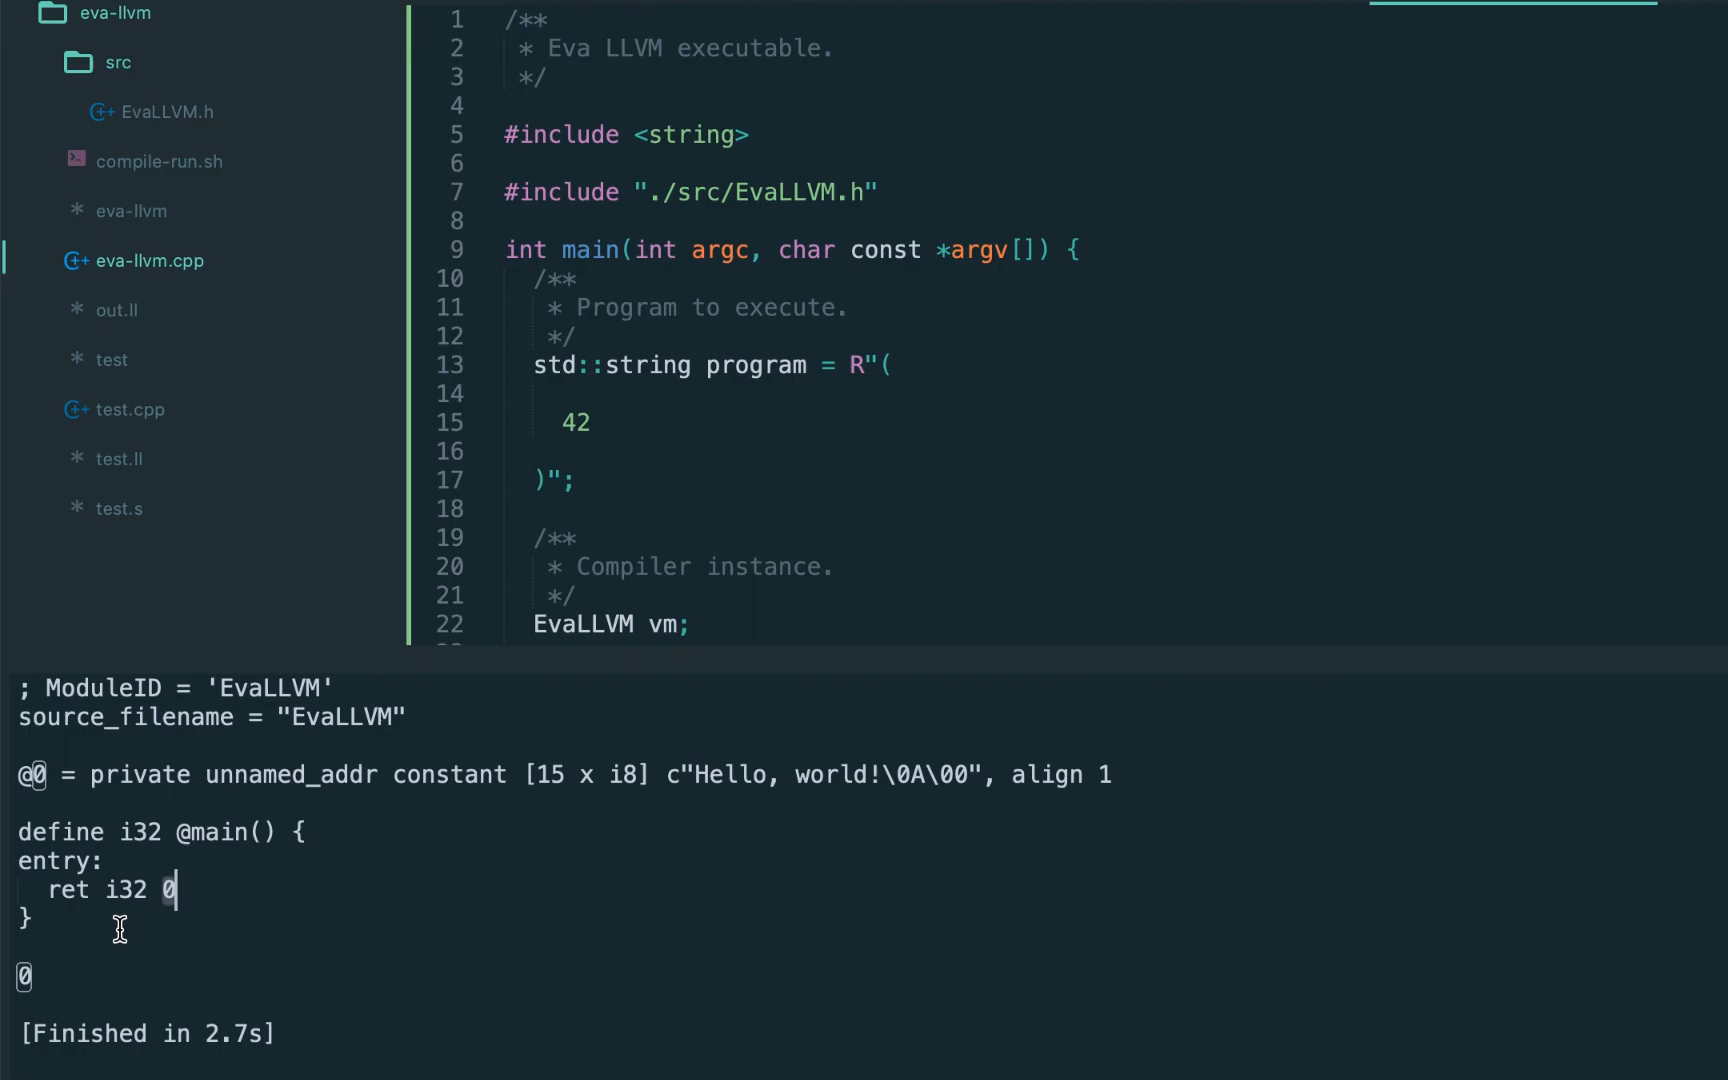 eva-llvm
src
EvaLLVM.h
compile-run.sh
eva-llvm
eva-llvm.cpp
out.ll
test
test.cpp
test.ll
test.s
1 /**
2 * Eva LLVM executable.
3 */
4
5 #include <string>
6
7 #include "./src/EvaLLVM.h"
8
9 int main(int argc, char const *argv[]) {
10 /**
11 * Program to execute.
12 */
13 std::string program = R"(
14
15 42
16
17 )";
18
19 /**
20 * Compiler instance.
21 */
22 EvaLLVM vm;
; ModuleID = 'EvaLLVM'
source_filename = "EvaLLVM"
@0 = private unnamed_addr constant [15 x i8] c"Hello, world!\0A\00", align 1
define i32 @main() {
entry:
ret i32 0
}
0
[Finished in 2.7s]